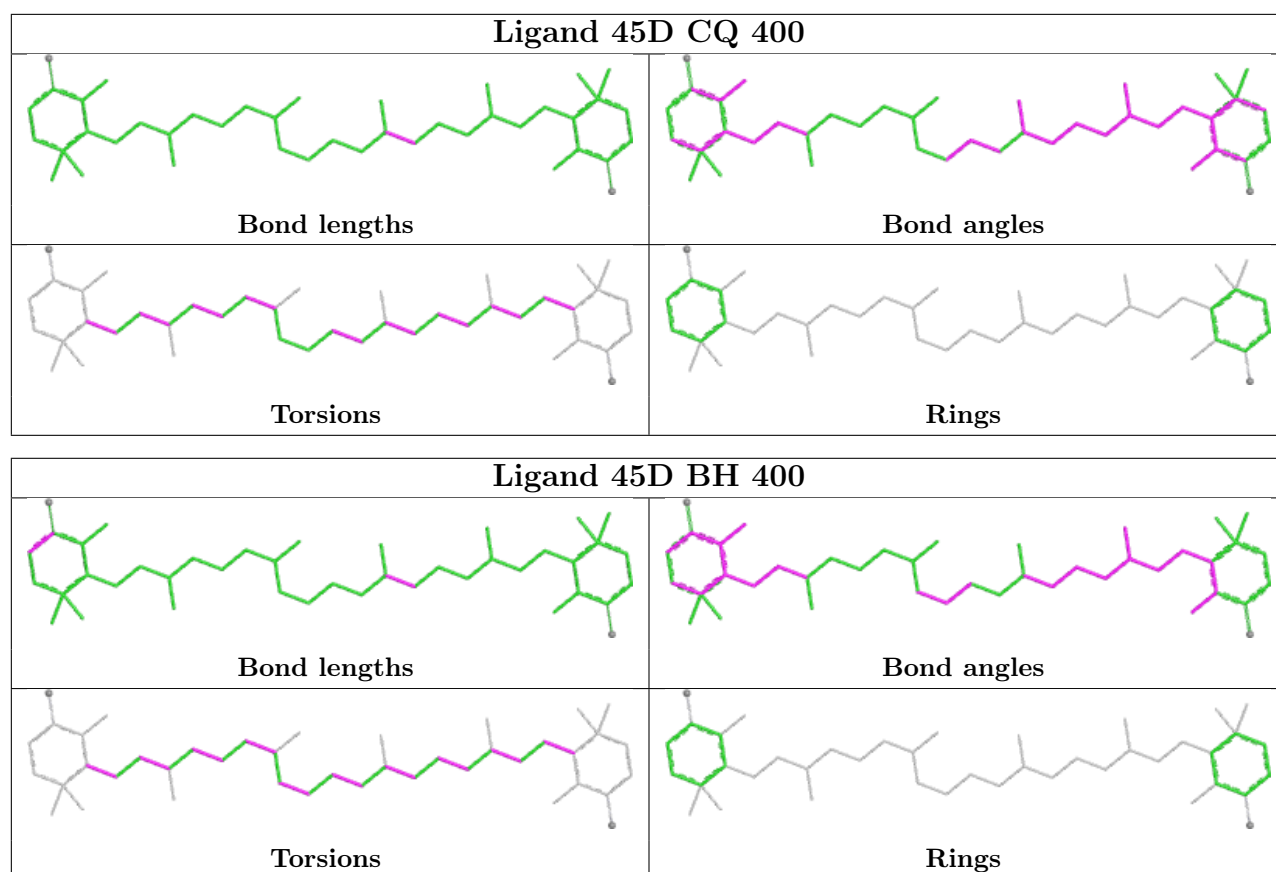 Ligand 45D CQ 400
Bond lengths
Bond angles
Torsions
Rings
Ligand 45D BH 400
Bond lengths
Bond angles
Torsions
Rings